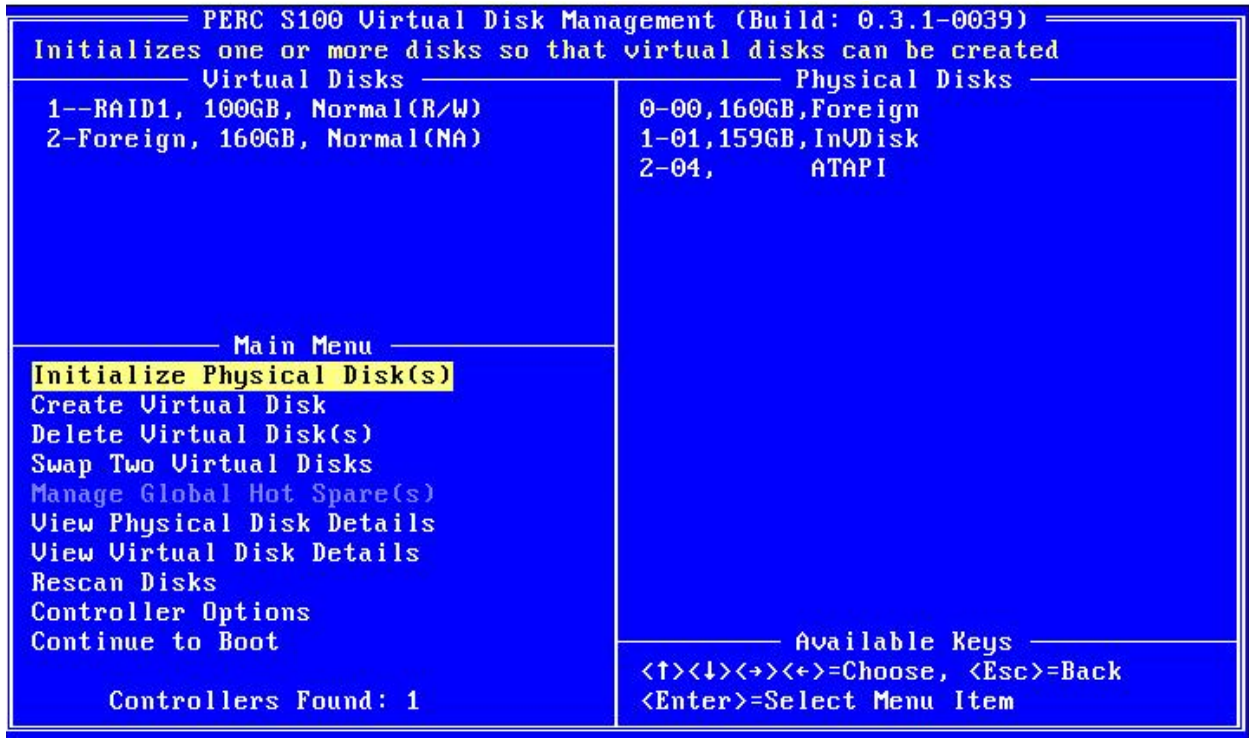 PERC S100 Virtual Disk Management (Build: 0.3.1-0039)
Initializes one or more disks so that virtual disks can be created
Virtual Disks
1--RAID1, 100GB, Normal(R/W)
2-Foreign, 160GB, Normal(NA)
Physical Disks
0-00,160GB,Foreign
1-01,159GB,InVDisk
2-04,       ATAPI
Main Menu
Initialize Physical Disk(s)
Create Virtual Disk
Delete Virtual Disk(s)
Swap Two Virtual Disks
Manage Global Hot Spare(s)
View Physical Disk Details
View Virtual Disk Details
Rescan Disks
Controller Options
Continue to Boot
Controllers Found: 1
Available Keys
<↑><↓><→><←>=Choose, <Esc>=Back
<Enter>=Select Menu Item